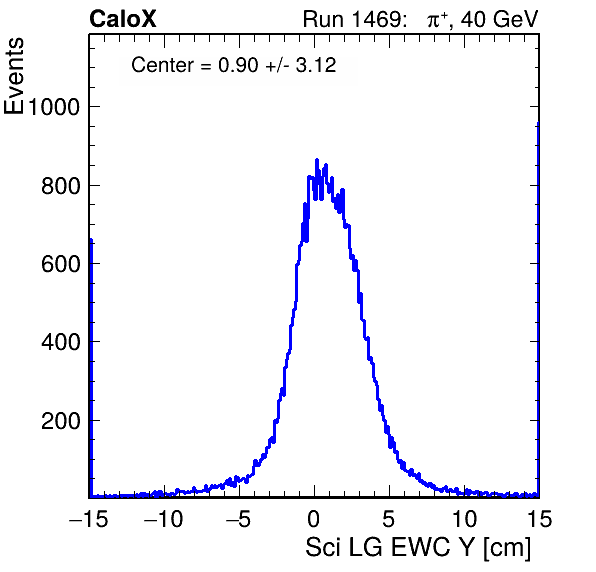 CaloX Run 1469: π⁺, 40 GeV
Center = 0.90 +/- 3.12
Events
1000
800
600
400
200
−15 −10 −5 0 5 10 15
Sci LG EWC Y [cm]